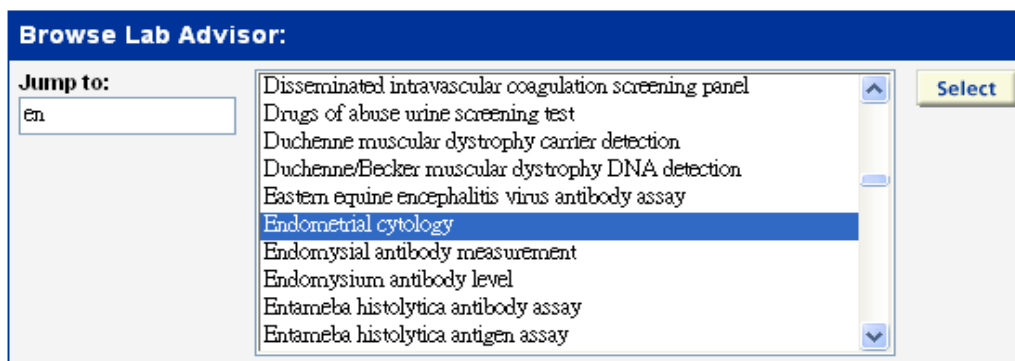 Browse Lab Advisor:
Jump to:
en
Disseminated intravascular coagulation screening panel
Drugs of abuse urine screening test
Duchenne muscular dystrophy carrier detection
Duchenne/Becker muscular dystrophy DNA detection
Eastern equine encephalitis virus antibody assay
Endometrial cytology
Endomysial antibody measurement
Endomysium antibody level
Entameba histolytica antibody assay
Entameba histolytica antigen assay
Select